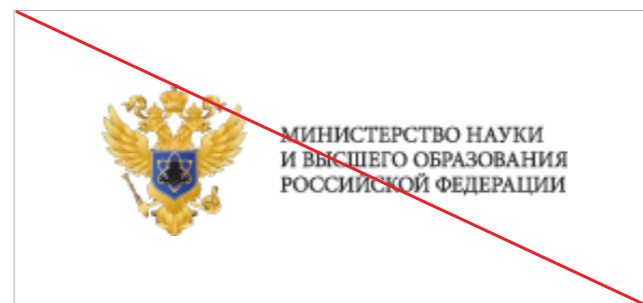 МИНИСТЕРСТВО НАУКИ
И ВЫСШЕГО ОБРАЗОВАНИЯ
РОССИЙСКОЙ ФЕДЕРАЦИИ